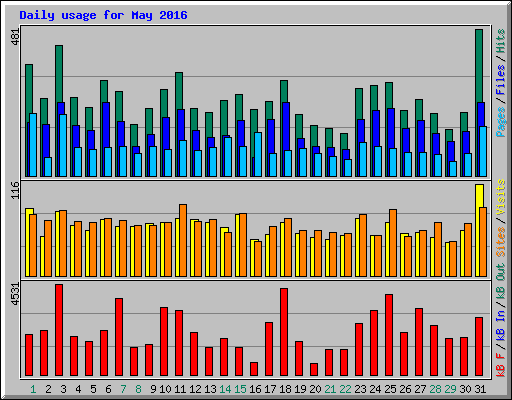 Daily usage for May 2016
481
Pages / Files / Hits
116
Sites / Visits
4531
kB F / kB In / kB Out
1 2 3 4 5 6 7 8 9 10 11 12 13 14 15 16 17 18 19 20 21 22 23 24 25 26 27 28 29 30 31